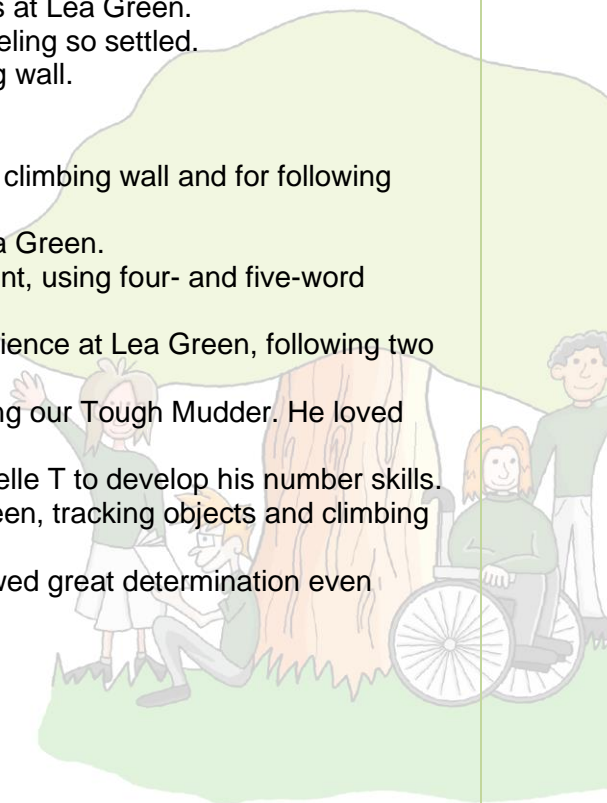 s at Lea Green.
eling so settled.
g wall.
climbing wall and for following
a Green.
nt, using four- and five-word
ience at Lea Green, following two
ng our Tough Mudder. He loved
elle T to develop his number skills.
een, tracking objects and climbing
wed great determination even